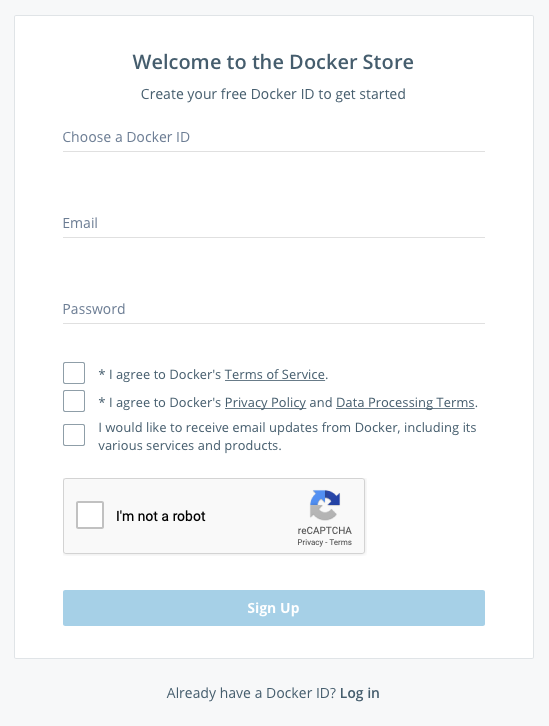 Welcome to the Docker Store
Create your free Docker ID to get started
Choose a Docker ID
Email
Password
* I agree to Docker's Terms of Service.
* I agree to Docker's Privacy Policy and Data Processing Terms.
I would like to receive email updates from Docker, including its
various services and products.
I'm not a robot
reCAPTCHA
Privacy - Terms
Sign Up
Already have a Docker ID? Log in